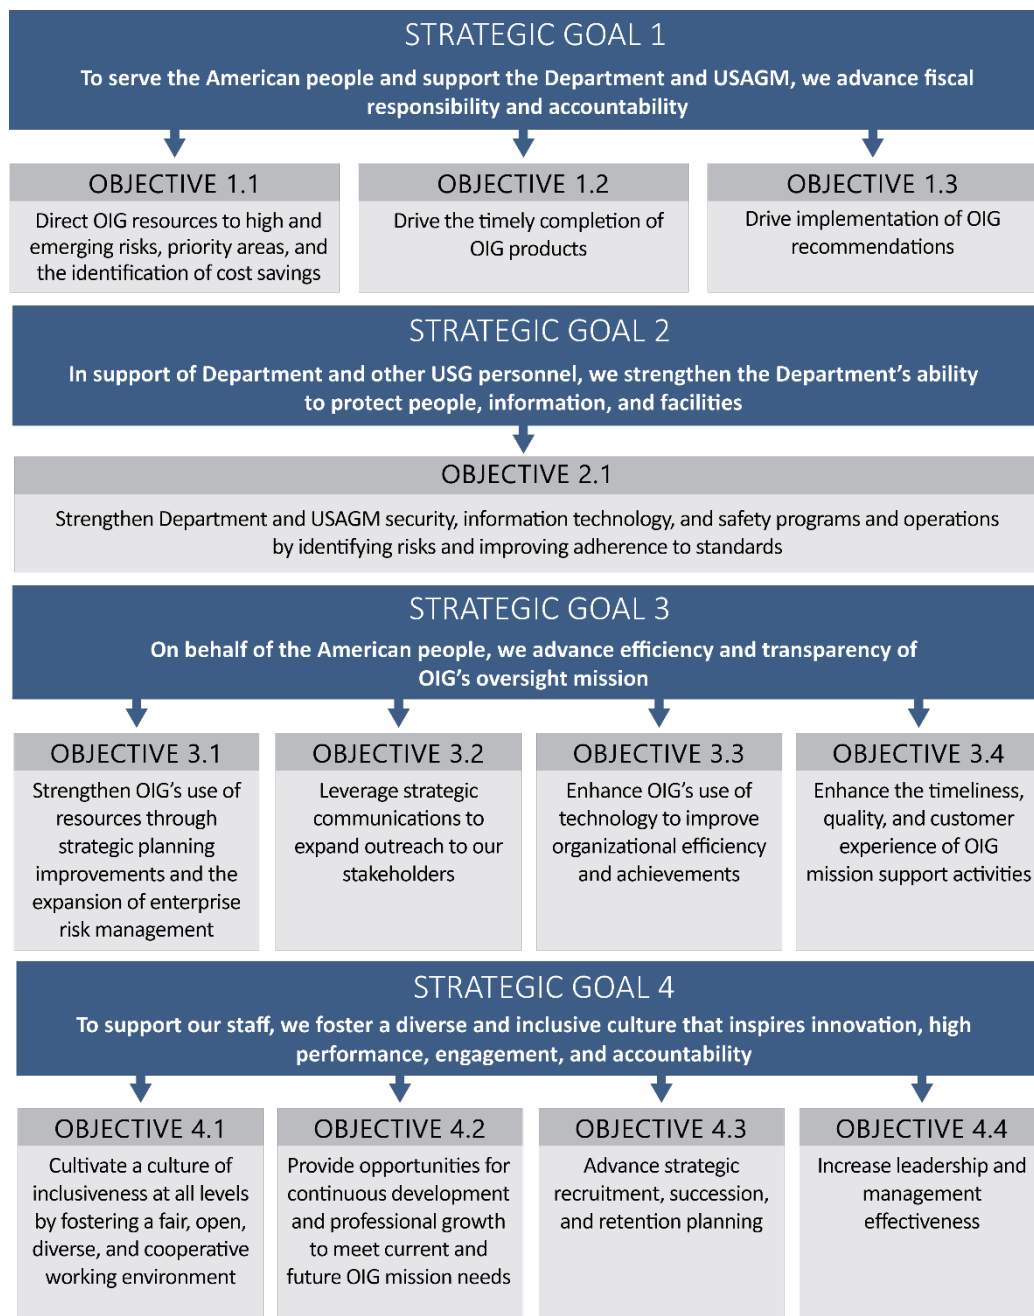 STRATEGIC GOAL 1
To serve the American people and support the Department and USAGM, we advance fiscal
responsibility and accountability
OBJECTIVE 1.1
Direct OIG resources to high and
emerging risks, priority areas, and
the identification of cost savings
OBJECTIVE 1.2
Drive the timely completion of
OIG products
OBJECTIVE 1.3
Drive implementation of OIG
recommendations
STRATEGIC GOAL 2
In support of Department and other USG personnel, we strengthen the Department’s ability
to protect people, information, and facilities
OBJECTIVE 2.1
Strengthen Department and USAGM security, information technology, and safety programs and operations
by identifying risks and improving adherence to standards
STRATEGIC GOAL 3
On behalf of the American people, we advance efficiency and transparency of
OIG’s oversight mission
OBJECTIVE 3.1
Strengthen OIG’s use of
resources through
strategic planning
improvements and the
expansion of enterprise
risk management
OBJECTIVE 3.2
Leverage strategic
communications to
expand outreach to our
stakeholders
OBJECTIVE 3.3
Enhance OIG’s use of
technology to improve
organizational efficiency
and achievements
OBJECTIVE 3.4
Enhance the timeliness,
quality, and customer
experience of OIG
mission support activities
STRATEGIC GOAL 4
To support our staff, we foster a diverse and inclusive culture that inspires innovation, high
performance, engagement, and accountability
OBJECTIVE 4.1
Cultivate a culture of
inclusiveness at all levels
by fostering a fair, open,
diverse, and cooperative
working environment
OBJECTIVE 4.2
Provide opportunities for
continuous development
and professional growth
to meet current and
future OIG mission needs
OBJECTIVE 4.3
Advance strategic
recruitment, succession,
and retention planning
OBJECTIVE 4.4
Increase leadership and
management
effectiveness